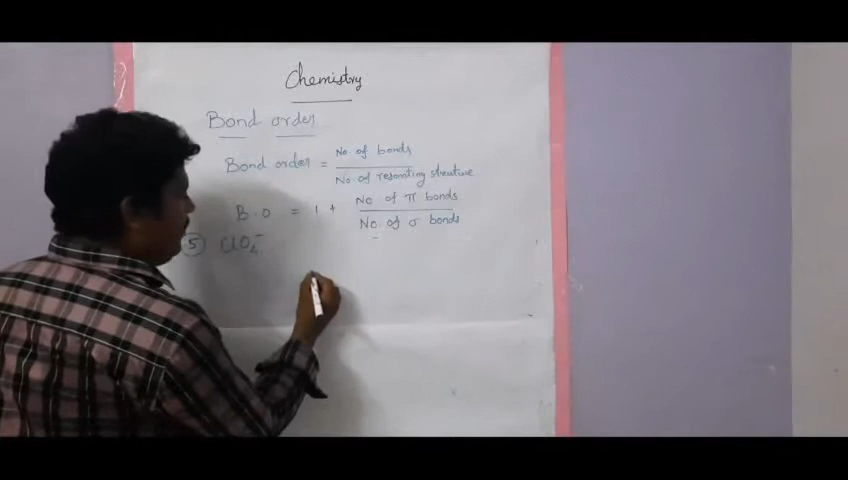 Chemistry
Bond order
Bond order = No. of bonds
No. of resonting structure
B.O = 1 + No of π bonds
No. of σ bonds
⑤ ClO₄⁻